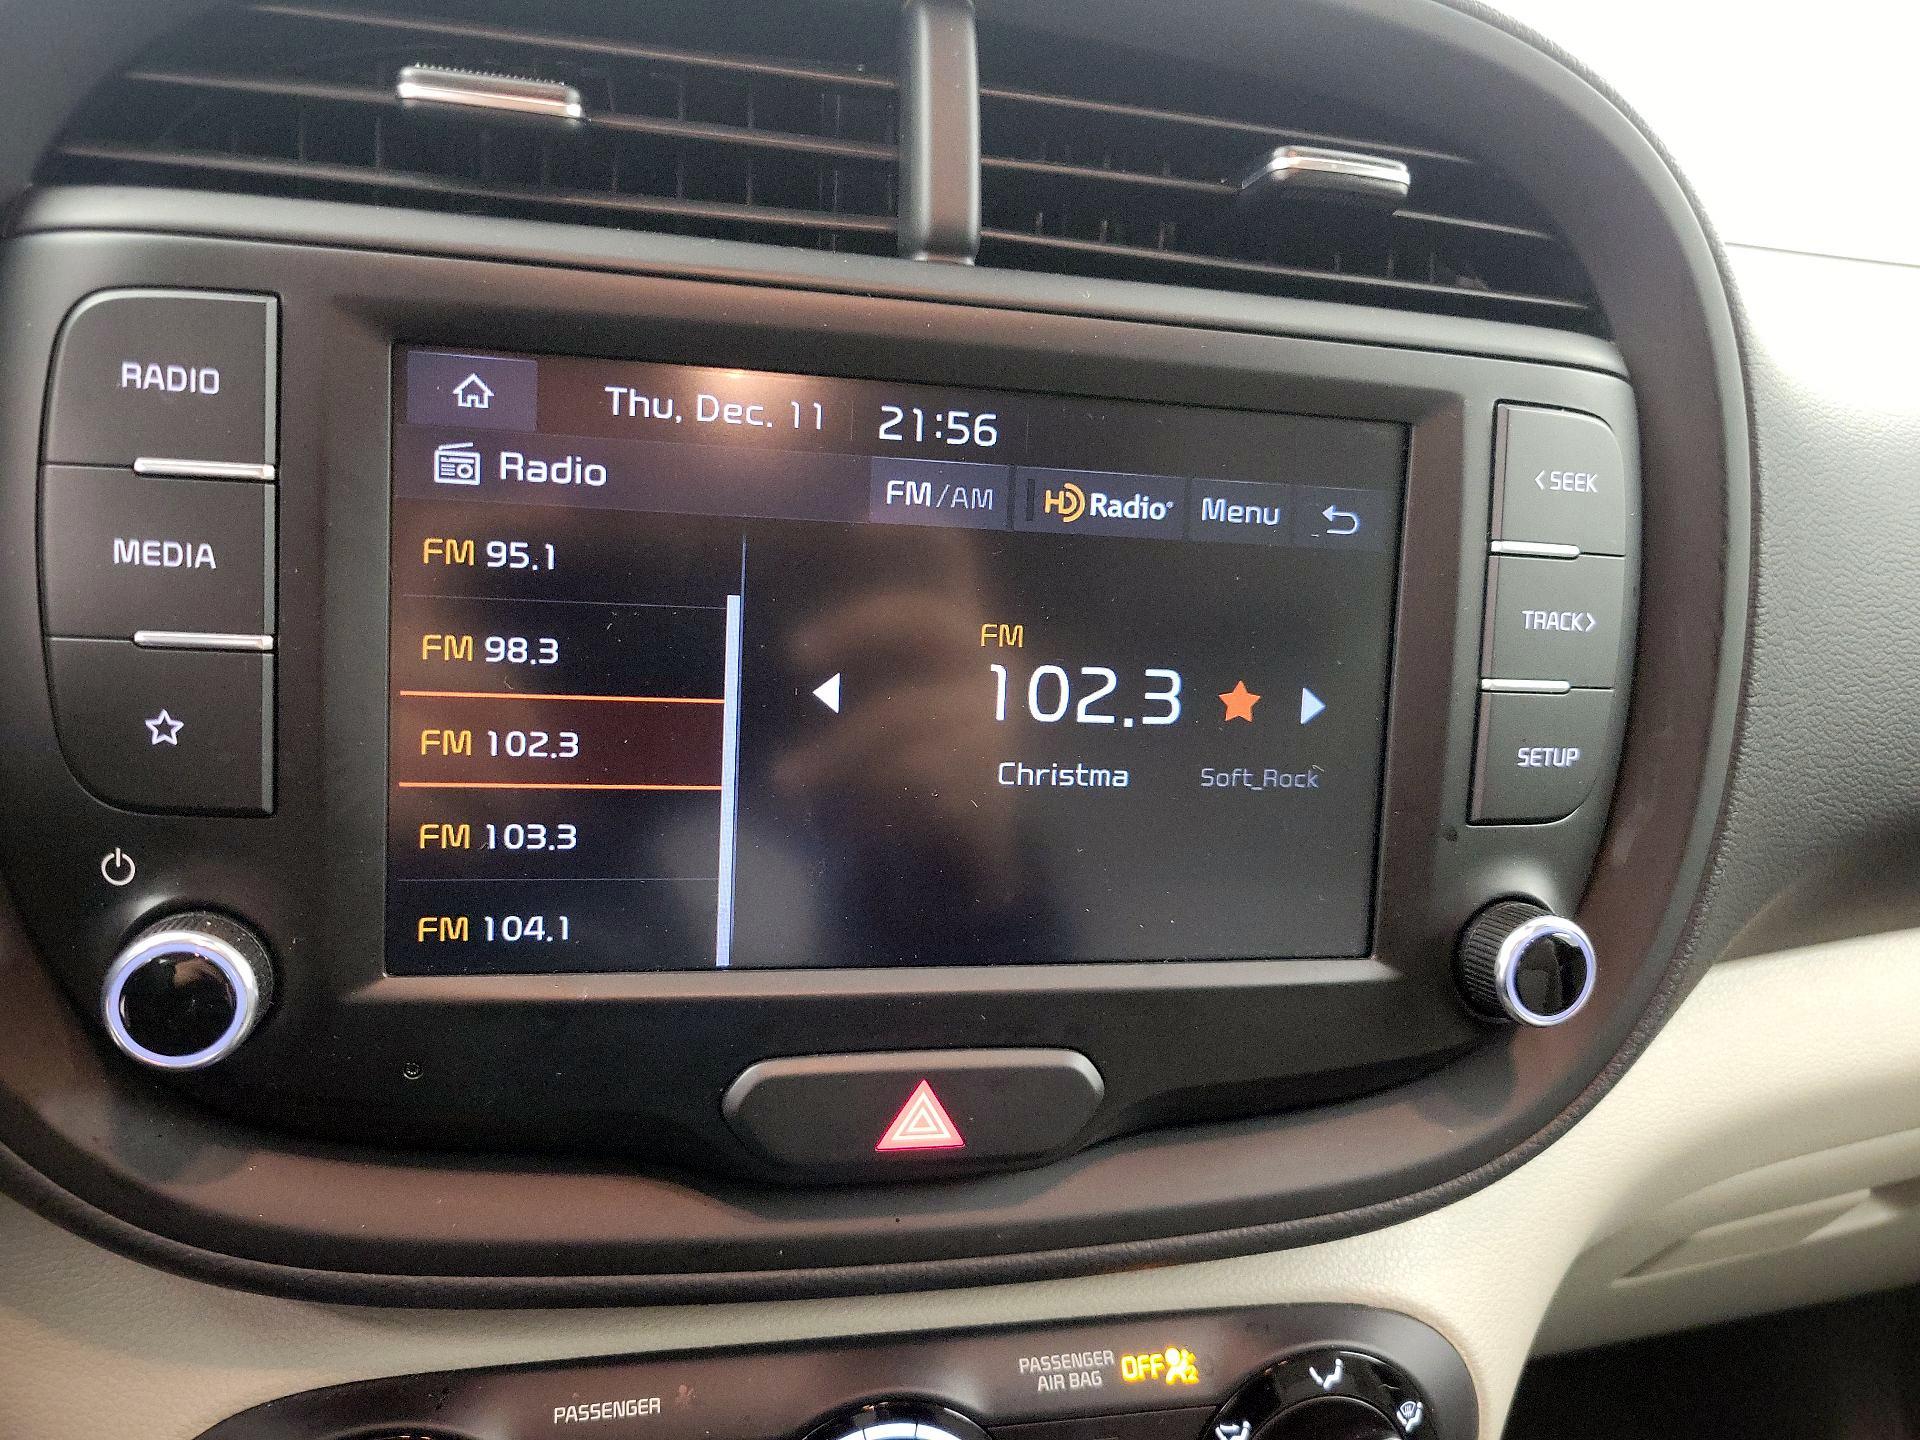 RADIO
MEDIA
Thu, Dec. 11 21:56
Radio
FM/AM HD Radio Menu
FM 95.1
FM 98.3
FM 102.3
FM 103.3
FM 104.1
FM
102.3
Christma Soft_Rock
<SEEK
TRACK>
SETUP
PASSENGER
PASSENGER
AIR BAG
OFF 2